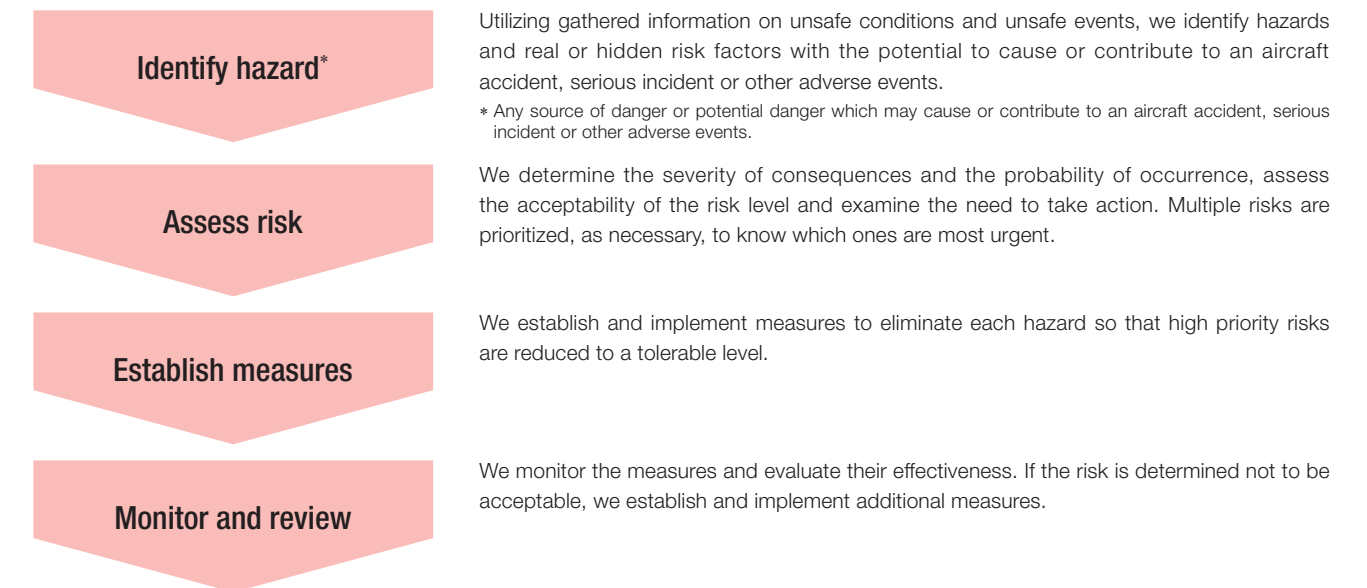 Identify hazard*
Utilizing gathered information on unsafe conditions and unsafe events, we identify hazards
and real or hidden risk factors with the potential to cause or contribute to an aircraft
accident, serious incident or other adverse events.
* Any source of danger or potential danger which may cause or contribute to an aircraft accident, serious
incident or other adverse events.
Assess risk
We determine the severity of consequences and the probability of occurrence, assess
the acceptability of the risk level and examine the need to take action. Multiple risks are
prioritized, as necessary, to know which ones are most urgent.
Establish measures
We establish and implement measures to eliminate each hazard so that high priority risks
are reduced to a tolerable level.
Monitor and review
We monitor the measures and evaluate their effectiveness. If the risk is determined not to be
acceptable, we establish and implement additional measures.